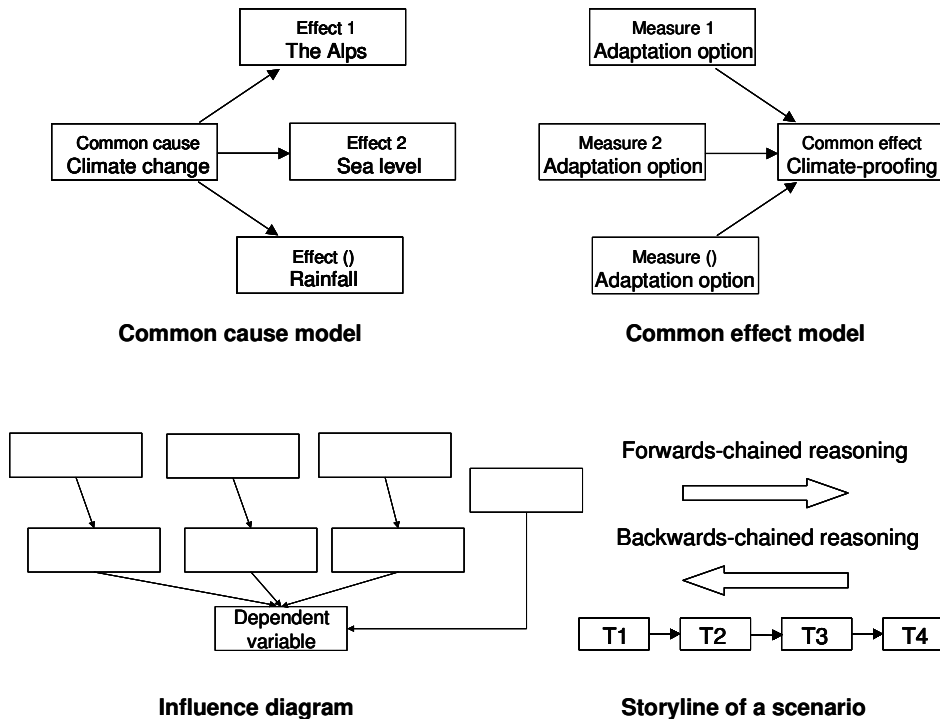 Effect 1
The Alps
Common cause
Climate change
Effect 2
Sea level
Effect ()
Rainfall
Common cause model
Measure 1
Adaptation option
Measure 2
Adaptation option
Common effect
Climate-proofing
Measure ()
Adaptation option
Common effect model
Dependent
variable
Influence diagram
Forwards-chained reasoning
Backwards-chained reasoning
T1
T2
T3
T4
Storyline of a scenario